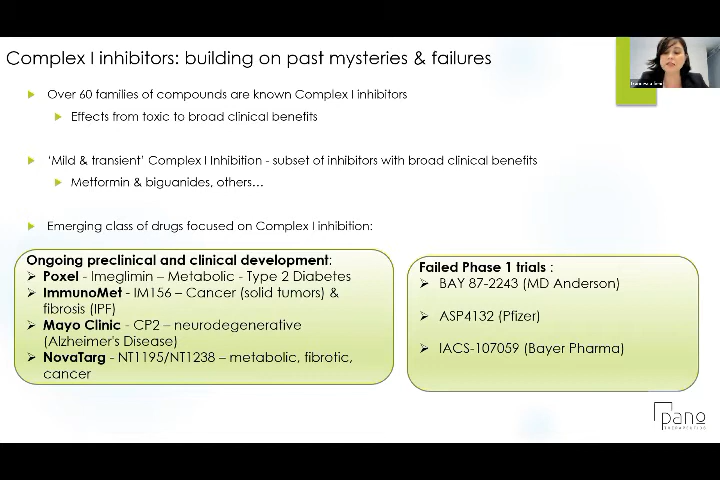 Complex I inhibitors: building on past mysteries & failures
Over 60 families of compounds are known Complex I inhibitors
Effects from toxic to broad clinical benefits
‘Mild & transient’ Complex I Inhibition - subset of inhibitors with broad clinical benefits
Metformin & biguanides, others…
Emerging class of drugs focused on Complex I inhibition:
Ongoing preclinical and clinical development:
Poxel - Imeglimin – Metabolic - Type 2 Diabetes
ImmunoMet - IM156 – Cancer (solid tumors) &
fibrosis (IPF)
Mayo Clinic - CP2 – neurodegenerative
(Alzheimer's Disease)
NovaTarg - NT1195/NT1238 – metabolic, fibrotic,
cancer
Failed Phase 1 trials :
BAY 87-2243 (MD Anderson)
ASP4132 (Pfizer)
IACS-107059 (Bayer Pharma)
pano
THERAPEUTICS